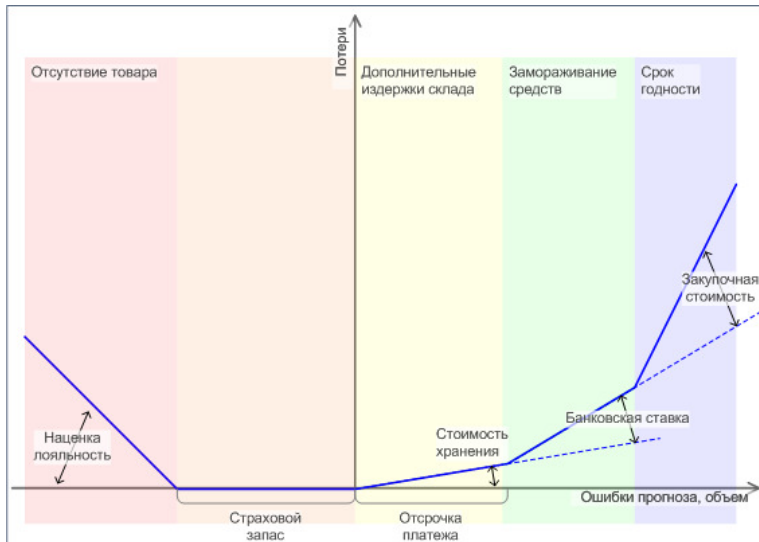 Потери
Отсутствие товара
Дополнительные
издержки склада
Замораживание
средств
Срок
годности
Закупочная
стоимость
Банковская ставка
Стоимость
хранения
Наценка
лояльность
Ошибки прогноза, объем
Страховой
запас
Отсрочка
платежа